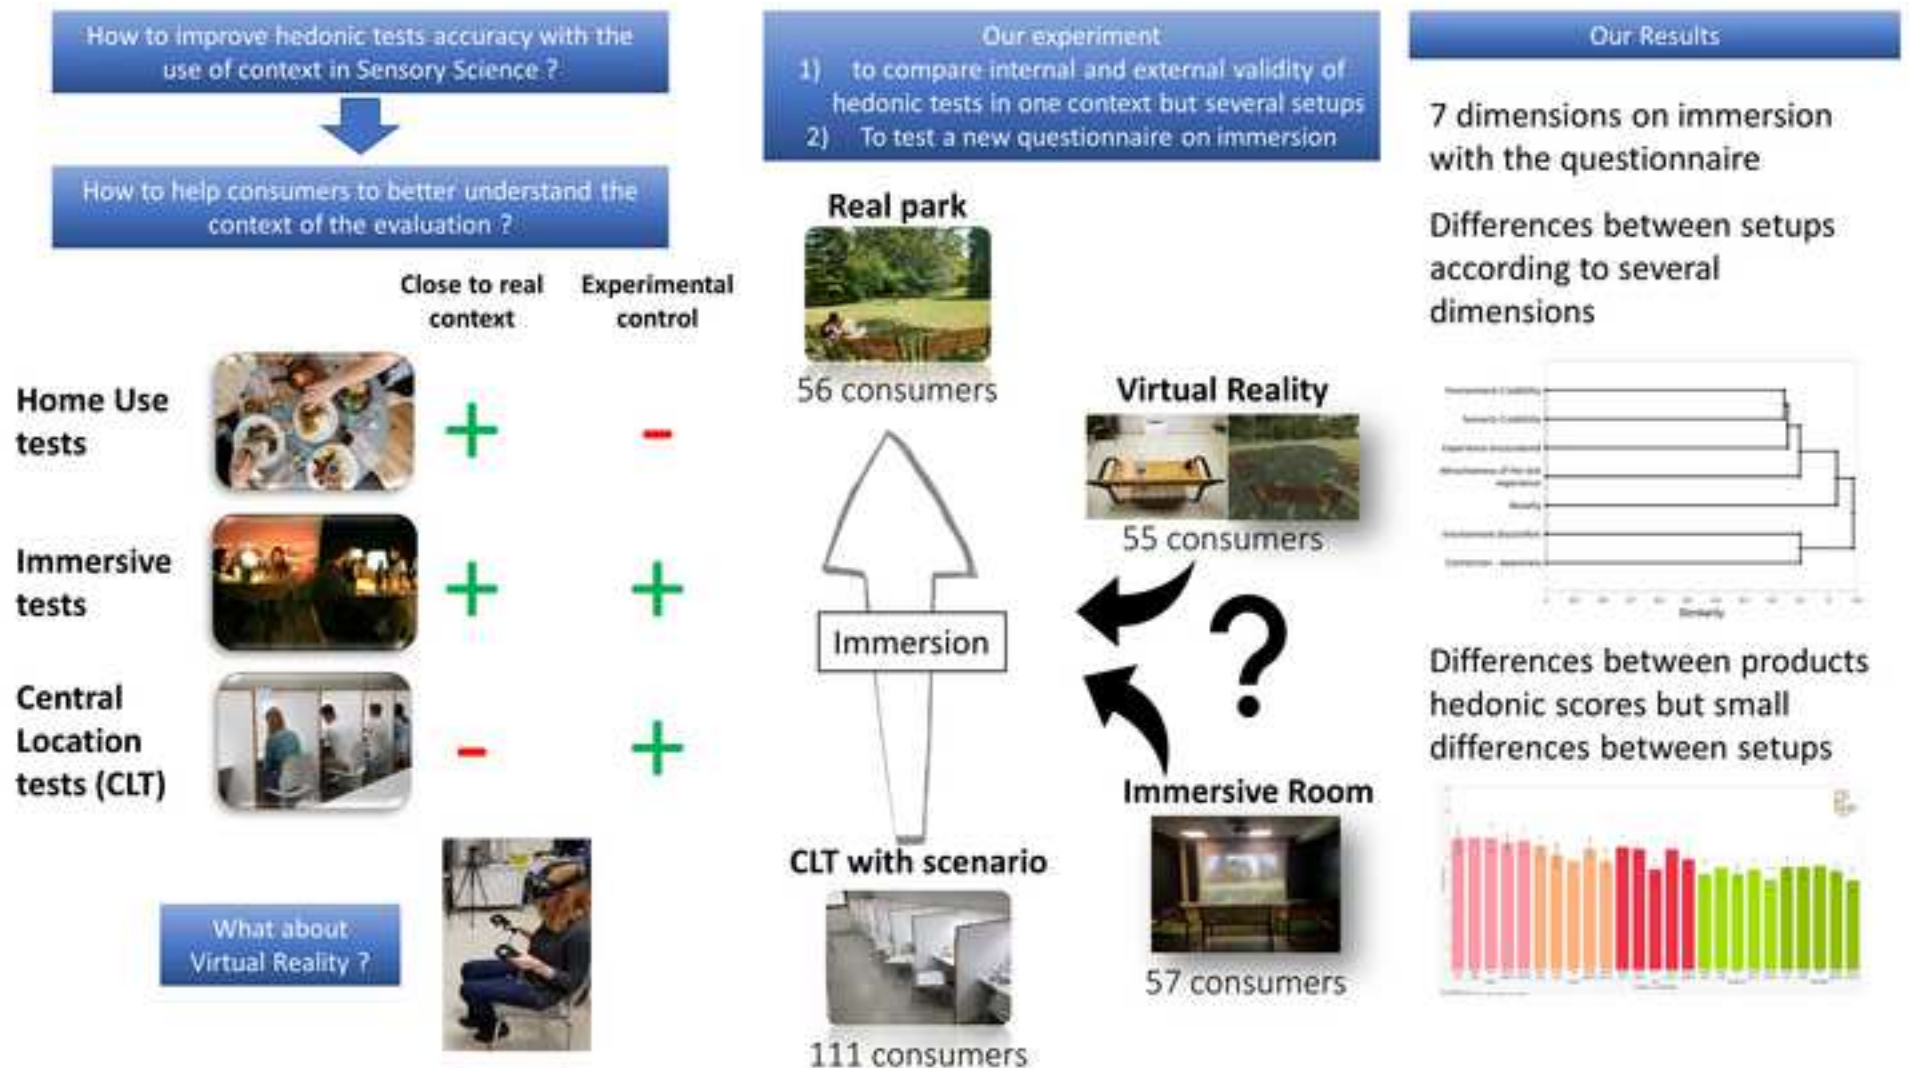 How to improve hedonic tests accuracy with the
use of context in Sensory Science ?
How to help consumers to better understand the
context of the evaluation ?
Close to real
context
Experimental
control
Home Use
tests
+
-
Immersive
tests
+
+
Central
Location
tests (CLT)
-
+
What about
Virtual Reality ?
Our experiment
1) to compare internal and external validity of
hedonic tests in one context but several setups
2) To test a new questionnaire on immersion
Real park
56 consumers
Virtual Reality
55 consumers
Immersion
?
Immersive Room
57 consumers
CLT with scenario
111 consumers
Our Results
7 dimensions on immersion
with the questionnaire
Differences between setups
according to several
dimensions
Similarity
Differences between products
hedonic scores but small
differences between setups